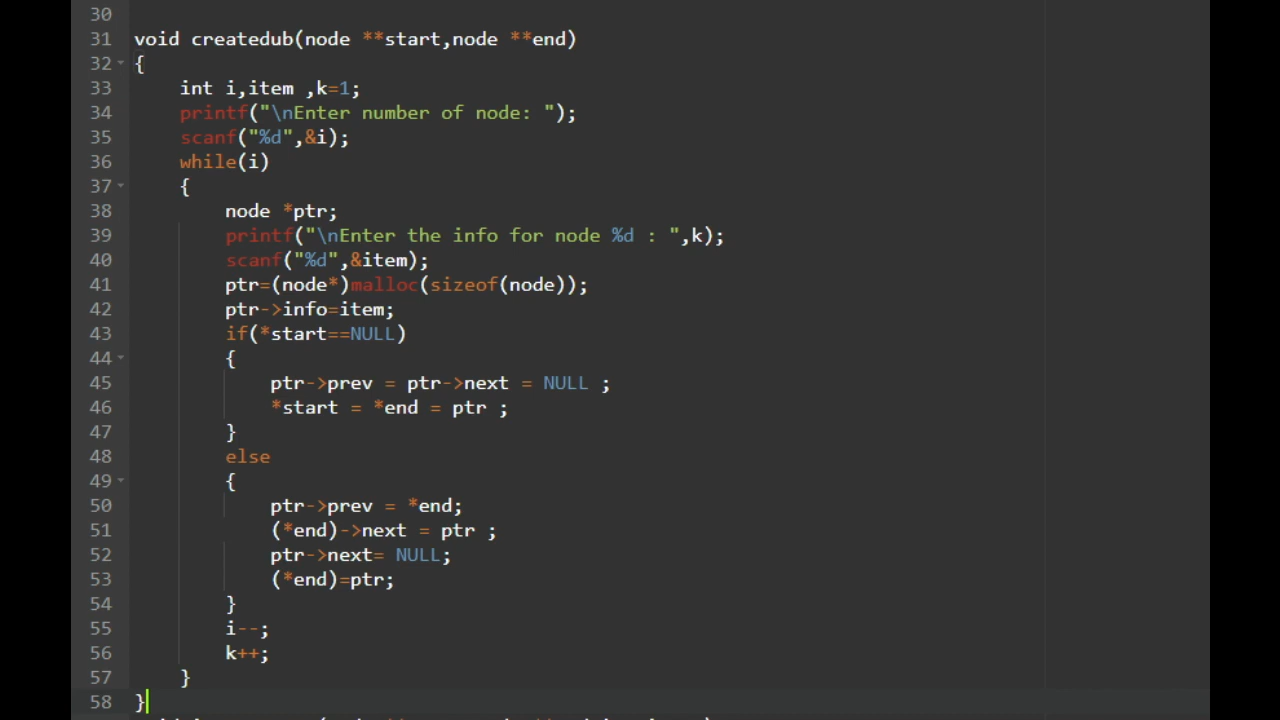 30
31 void createdub(node **start,node **end)
32 {
33     int i,item ,k=1;
34     printf("\nEnter number of node: ");
35     scanf("%d",&i);
36     while(i)
37     {
38         node *ptr;
39         printf("\nEnter the info for node %d : ",k);
40         scanf("%d",&item);
41         ptr=(node*)malloc(sizeof(node));
42         ptr->info=item;
43         if(*start==NULL)
44         {
45             ptr->prev = ptr->next = NULL ;
46             *start = *end = ptr ;
47         }
48         else
49         {
50             ptr->prev = *end;
51             (*end)->next = ptr ;
52             ptr->next= NULL;
53             (*end)=ptr;
54         }
55         i--;
56         k++;
57     }
58 }